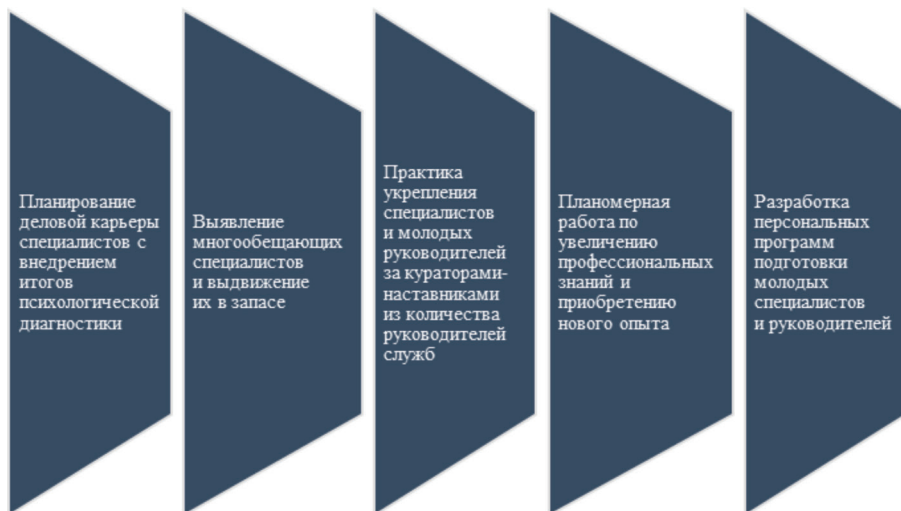 Планирование
деловой карьеры
специалистов с
внедрением
итогов
психологической
диагностики
Выявление
многообещающих
специалистов
и выдвижение
их в запасе
Практика
укрепления
специалистов
и молодых
руководителей
за кураторами-
наставниками
из количества
руководителей
служб
Планомерная
работа по
увеличению
профессиональных
знаний и
приобретению
нового опыта
Разработка
персональных
программ
подготовки
молодых
специалистов
и руководителей